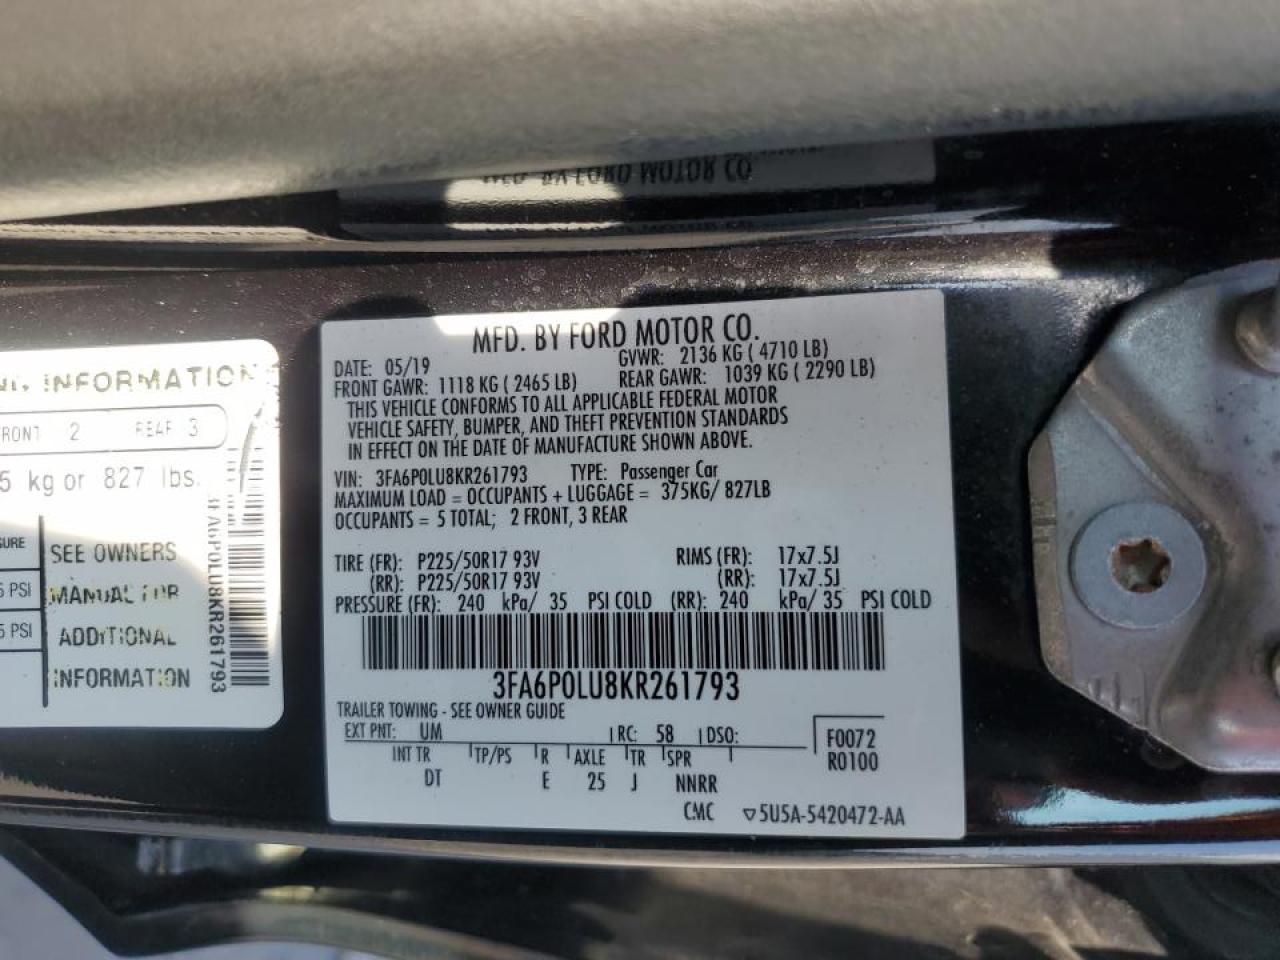 MFD. BY FORD MOTOR CO.
MFD. BY FORD MOTOR CO.
DATE: 05/19 GVWR: 2136 KG ( 4710 LB)
FRONT GAWR: 1118 KG ( 2465 LB) REAR GAWR: 1039 KG ( 2290 LB)
THIS VEHICLE CONFORMS TO ALL APPLICABLE FEDERAL MOTOR
VEHICLE SAFETY, BUMPER, AND THEFT PREVENTION STANDARDS
IN EFFECT ON THE DATE OF MANUFACTURE SHOWN ABOVE.
VIN: 3FA6P0LU8KR261793 TYPE: Passenger Car
MAXIMUM LOAD = OCCUPANTS + LUGGAGE = 375KG/ 827LB
OCCUPANTS = 5 TOTAL; 2 FRONT, 3 REAR
TIRE (FR): P225/50R17 93V RIMS (FR): 17x7.5J
(RR): P225/50R17 93V (RR): 17x7.5J
PRESSURE (FR): 240 kPa/ 35 PSI COLD (RR): 240 kPa/ 35 PSI COLD
3FA6P0LU8KR261793
TRAILER TOWING - SEE OWNER GUIDE
EXT PNT: UM RC: 58 DSO: F0072
R0100
INT TR TP/PS R AXLE TR SPR
DT E 25 J NNRR
CMC ▽5U5A-5420472-AA
INFORMATION
FRONT 2 REAR 3
5 kg or 827 lbs.
SEE OWNERS
5 PSI MANUAL FOR
5 PSI ADDITIONAL
INFORMATION
3FA6P0LU8KR261793